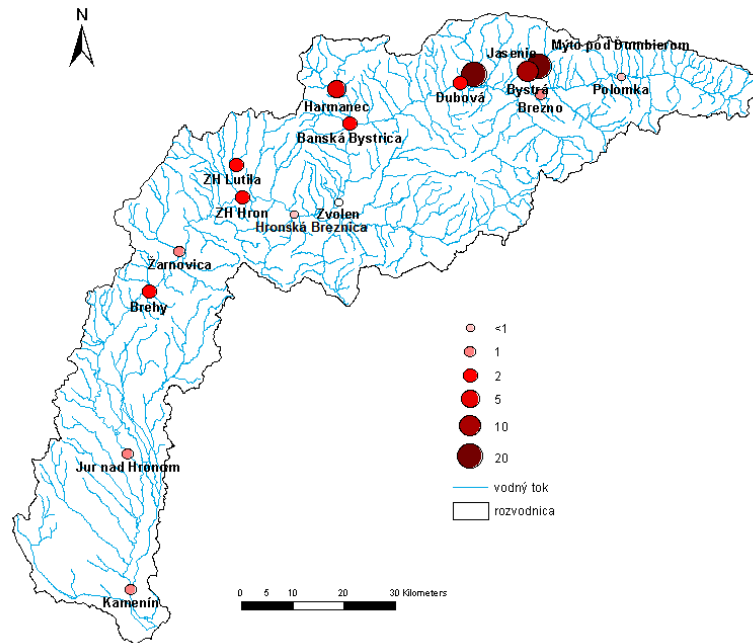 N
Jasenie
Mýto pod Ďumbierom
Dubová
Bystrá
Polomka
Brezno
Harmanec
Banská Bystrica
ZH Lutila
ZH Hron
Zvolen
Hronská Breznica
Žarnovica
Brehy
<1
1
2
5
10
20
vodný tok
rozvodnica
Jur nad Hronom
Kamenín
0 5 10 20 30 Kilometers